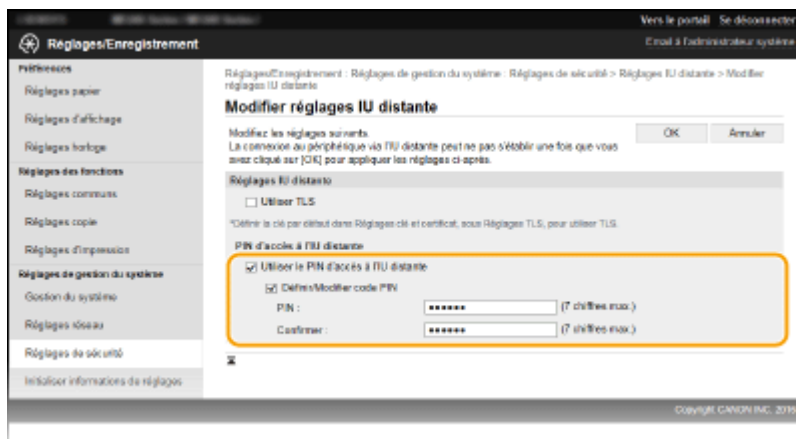 Vers le portail Se déconnecter
Réglages/Enregistrement
Email à l'administrateur système
Préférences
Réglages papier
Réglages d'affichage
Réglages horloge
Réglages des fonctions
Réglages communs
Réglages copie
Réglages d'impression
Réglages de gestion du système
Gestion du système
Réglages réseau
Réglages de sécurité
Initialiser informations de réglages
Réglages/Enregistrement : Réglages de gestion du système : Réglages de sécurité > Réglages IU distante > Modifier
réglages IU distante
Modifier réglages IU distante
Modifiez les réglages suivants.
La connexion au périphérique via l'IU distante peut ne pas s'établir une fois que vous
avez cliqué sur [OK] pour appliquer les réglages ci-après.
OK
Annuler
Réglages IU distante
Utiliser TLS
*Définir la clé par défaut dans Réglages clé et certificat, sous Réglages TLS, pour utiliser TLS.
PIN d'accès à l'IU distante
Utiliser le PIN d'accès à l'IU distante
Définir/Modifier code PIN
PIN :
•••••• (7 chiffres max.)
Confirmer :
•••••• (7 chiffres max.)
Copyright CANON INC. 2016